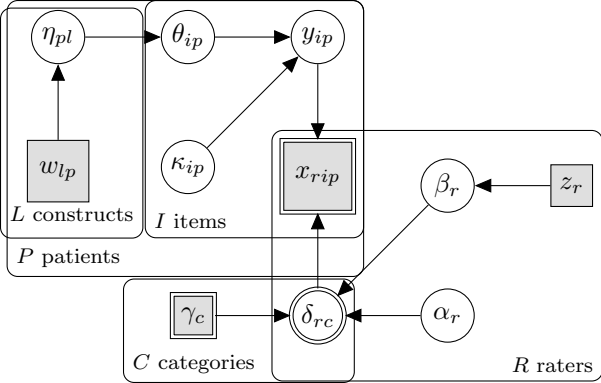 η_pl θ_ip y_ip
w_lp κ_ip x_rip β_r z_r
L constructs I items
P patients
γ_c δ_rc α_r
C categories R raters